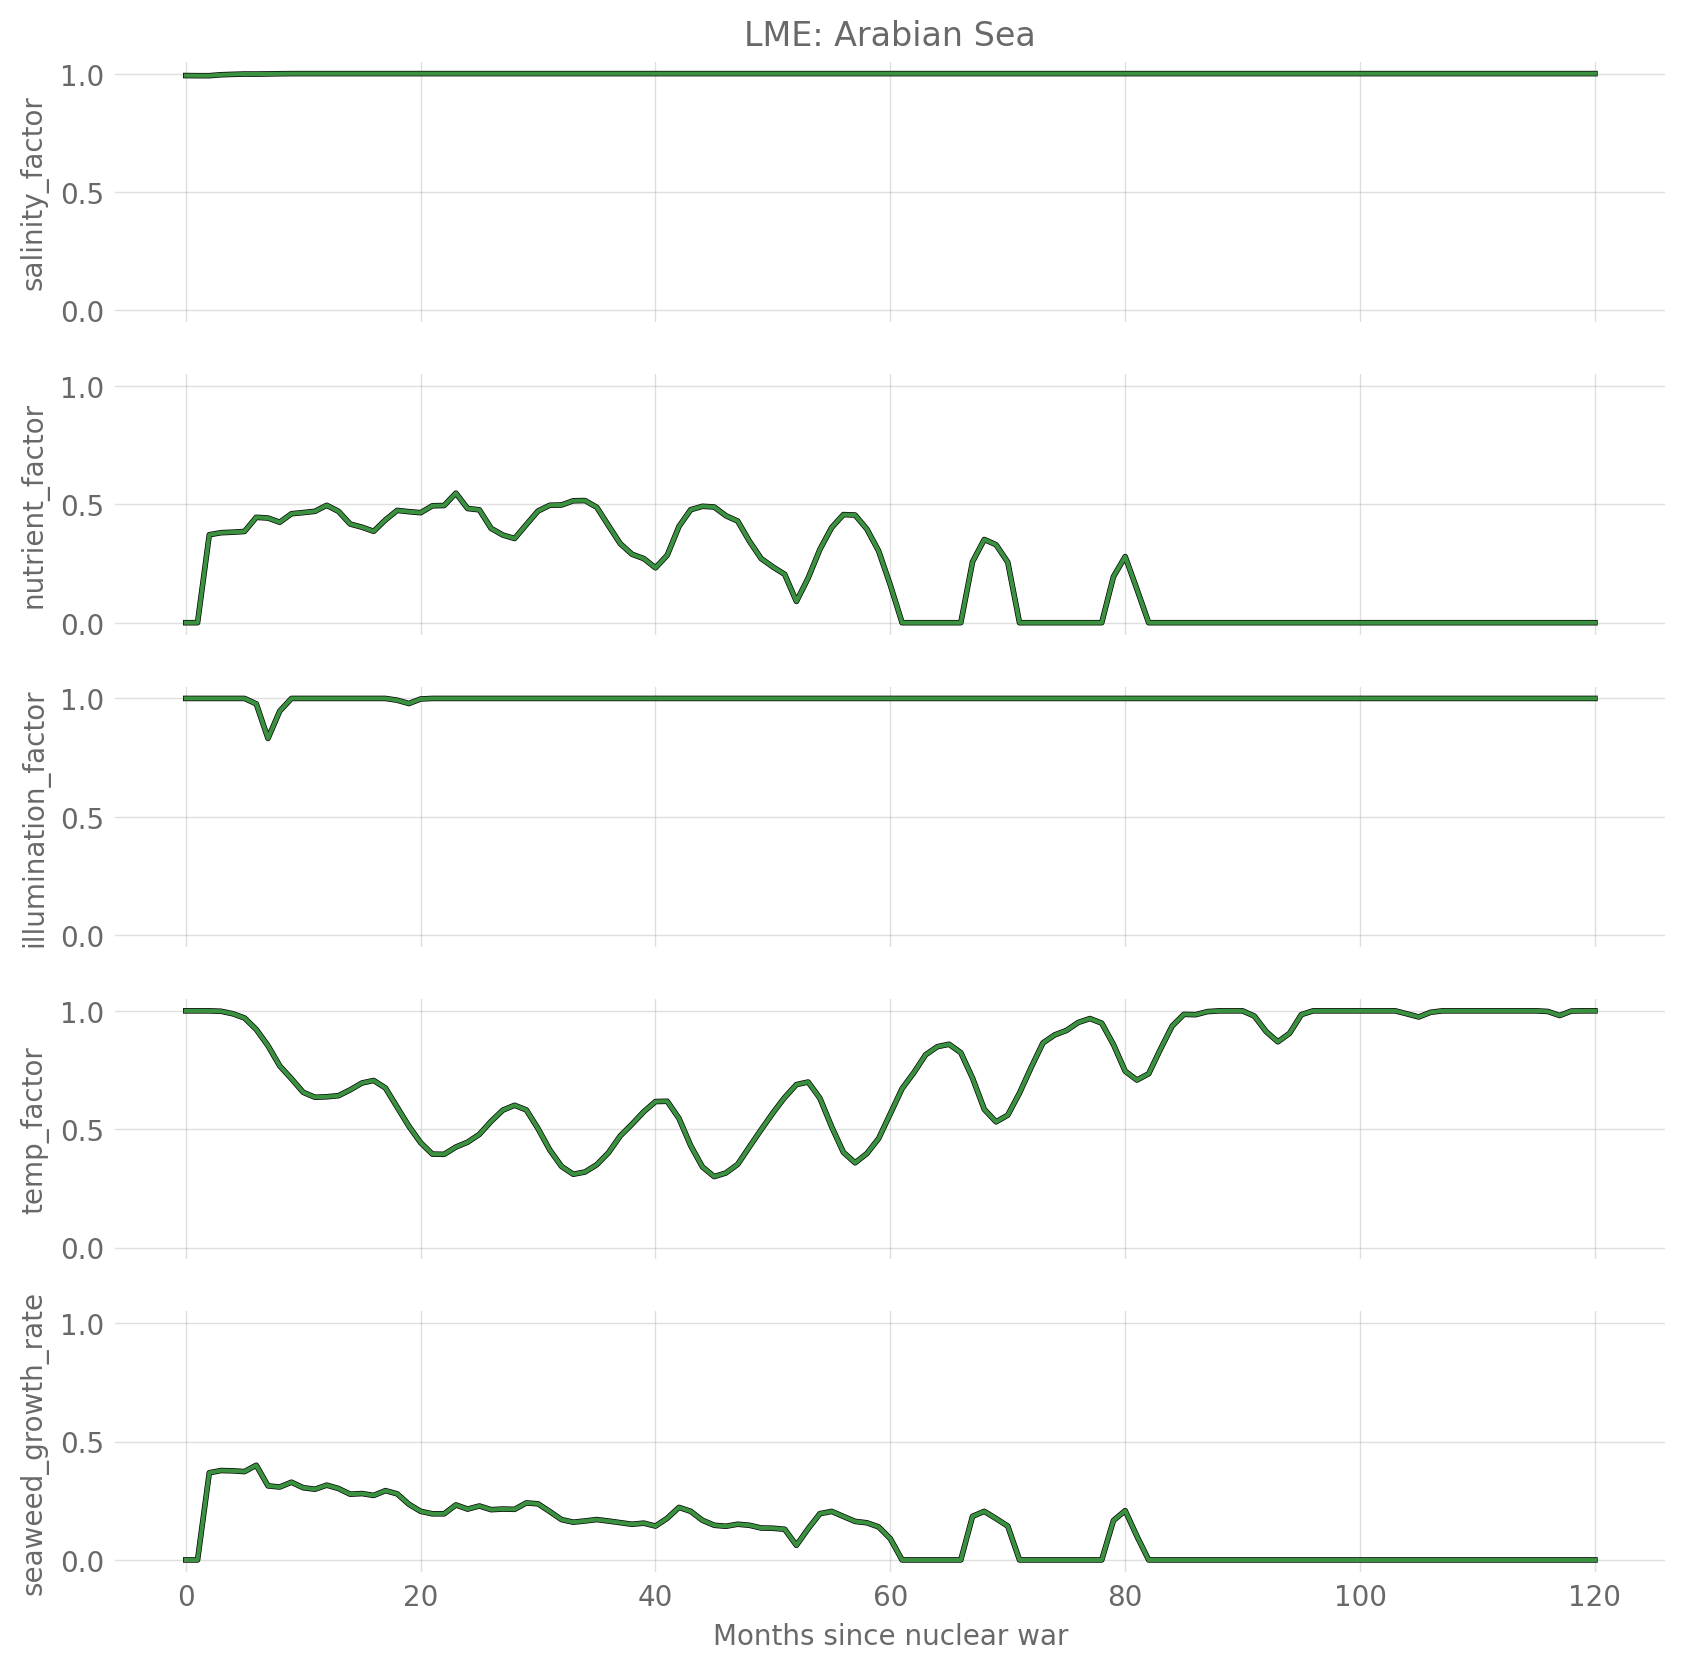 LME: Arabian Sea
salinity_factor
1.0
0.5
0.0
nutrient_factor
1.0
0.5
0.0
illumination_factor
1.0
0.5
0.0
temp_factor
1.0
0.5
0.0
seaweed_growth_rate
1.0
0.5
0.0
0 20 40 60 80 100 120
Months since nuclear war